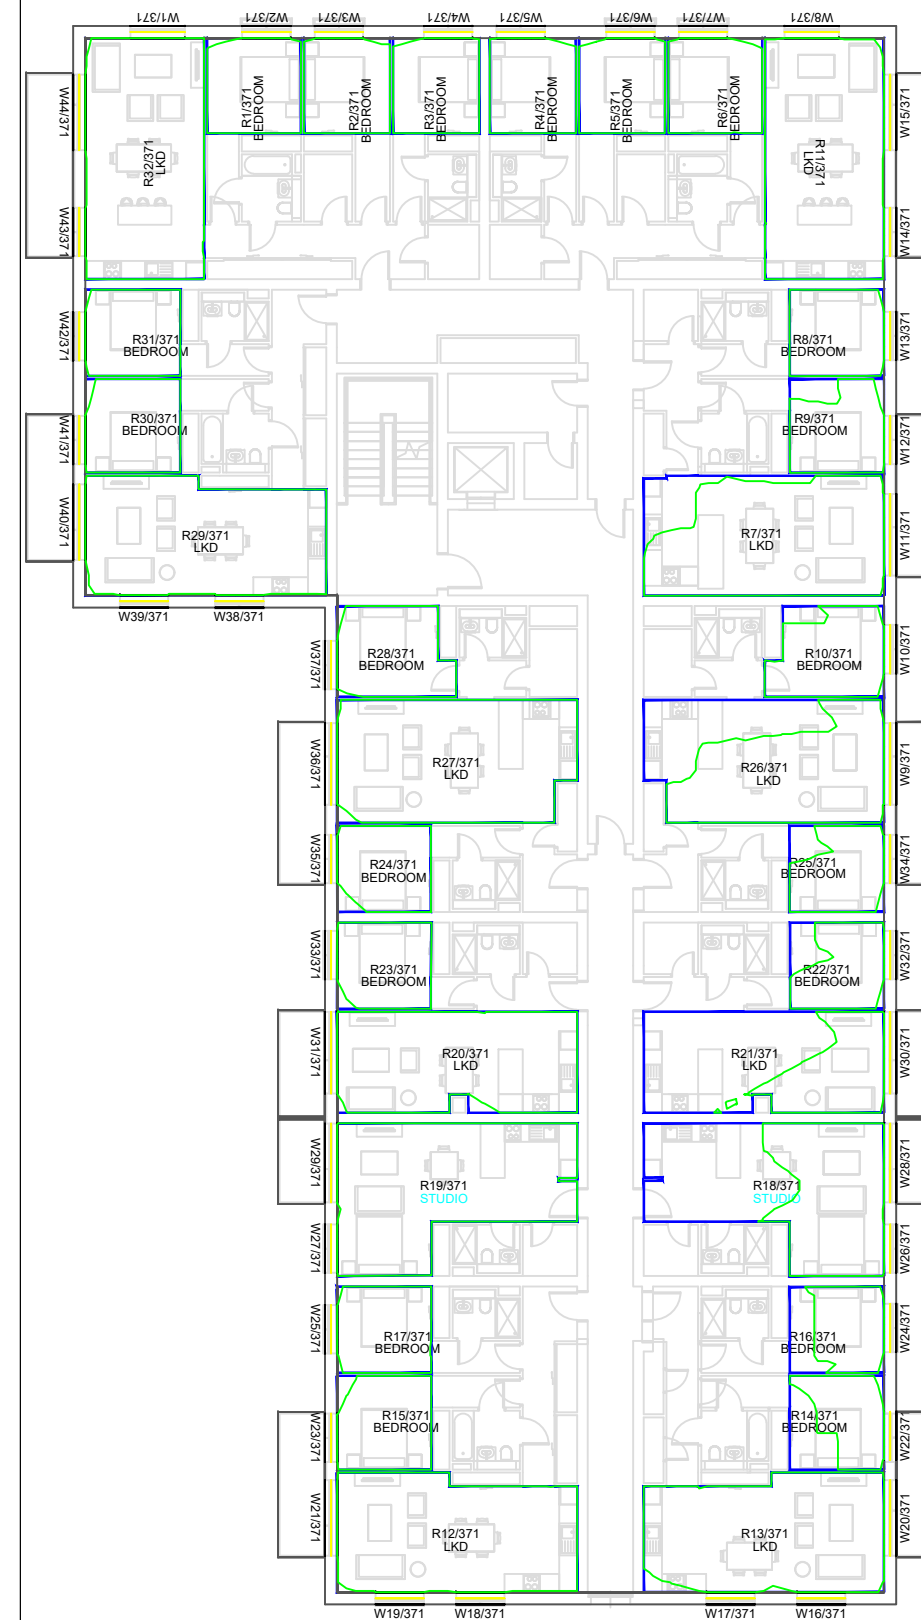 W1/371
W2/371
W3/371
W4/371
W5/371
W6/371
W7/371
W8/371
W44/371
R32/371
LKD
R1/371
BEDROOM
R2/371
BEDROOM
R3/371
BEDROOM
R4/371
BEDROOM
R5/371
BEDROOM
R6/371
BEDROOM
R11/371
LKD
W15/371
W43/371
W14/371
W42/371
R31/371
BEDROOM
R8/371
BEDROOM
W13/371
W41/371
R30/371
BEDROOM
R9/371
BEDROOM
W12/371
W40/371
R29/371
LKD
R7/371
LKD
W11/371
W39/371
W38/371
W37/371
R28/371
BEDROOM
R10/371
BEDROOM
W10/371
W36/371
R27/371
LKD
R26/371
LKD
W9/371
W35/371
R24/371
BEDROOM
R25/371
BEDROOM
W34/371
W33/371
R23/371
BEDROOM
R22/371
BEDROOM
W32/371
W31/371
R20/371
LKD
R21/371
LKD
W30/371
W29/371
R19/371
STUDIO
R18/371
STUDIO
W28/371
W27/371
W26/371
W25/371
R17/371
BEDROOM
R16/371
BEDROOM
W24/371
W23/371
R15/371
BEDROOM
R14/371
BEDROOM
W22/371
W21/371
R12/371
LKD
R13/371
LKD
W20/371
W19/371
W18/371
W17/371
W16/371